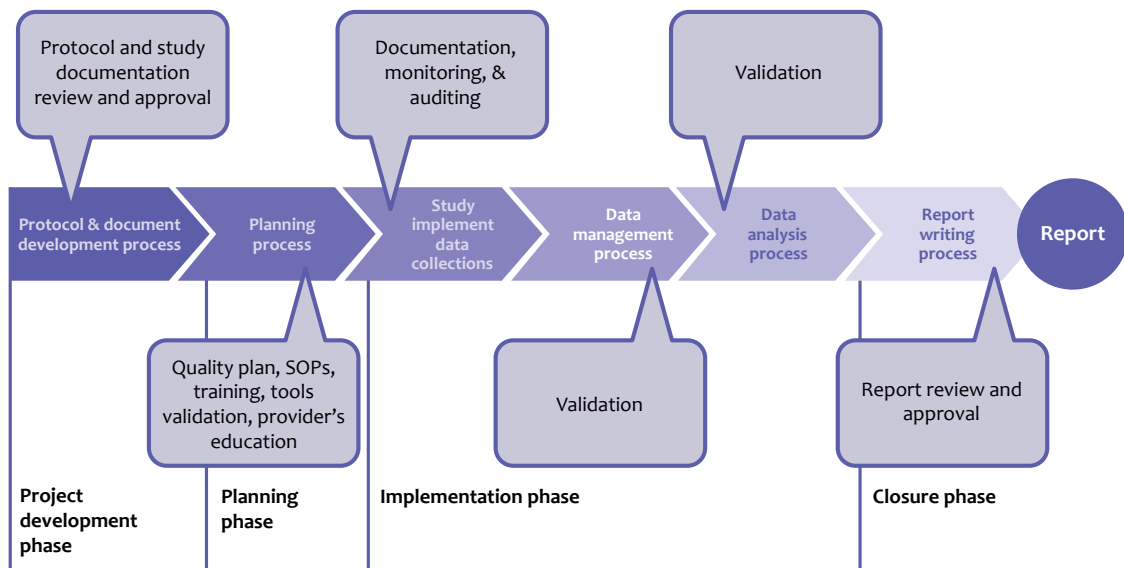 Protocol and study
documentation
review and approval
Documentation,
monitoring, &
auditing
Validation
Protocol & document
development process
Planning
process
Study
implement
data
collections
Data
management
process
Data
analysis
process
Report
writing
process
Report
Quality plan, SOPs,
training, tools
validation, provider’s
education
Validation
Report review and
approval
Project
development
phase
Planning
phase
Implementation phase
Closure phase